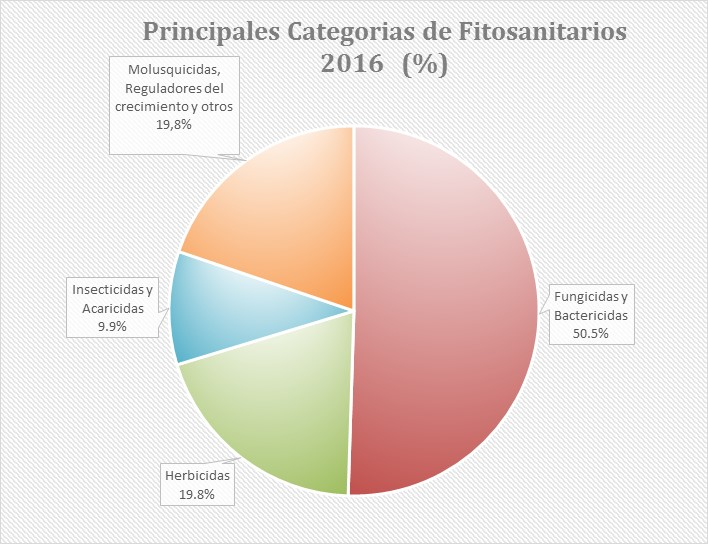 Principales Categorias de Fitosanitarios
2016 (%)
Molusquicidas,
Reguladores del
crecimiento y otros
19,8%
Insecticidas y
Acaricidas
9.9%
Fungicidas y
Bactericidas
50.5%
Herbicidas
19.8%